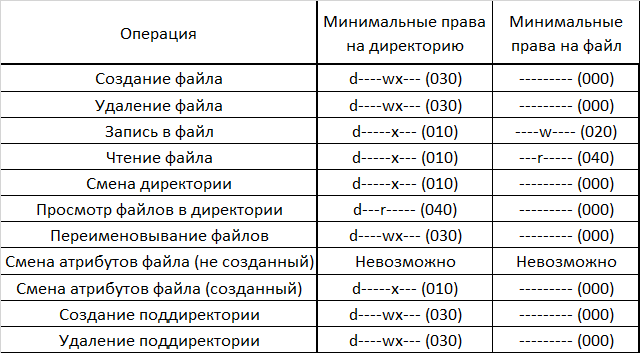 Операция
Минимальные права
на директорию
Минимальные
права на файл
Создание файла d----wx--- (030) --------- (000)
Удаление файла d----wx--- (030) --------- (000)
Запись в файл d-----x--- (010) ----w---- (020)
Чтение файла d-----x--- (010) ---r----- (040)
Смена директории d-----x--- (010) --------- (000)
Просмотр файлов в директории d---r----- (040) --------- (000)
Переименовывание файлов d----wx--- (030) --------- (000)
Смена атрибутов файла (не созданный) Невозможно Невозможно
Смена атрибутов файла (созданный) d-----x--- (010) --------- (000)
Создание поддиректории d----wx--- (030) --------- (000)
Удаление поддиректории d----wx--- (030) --------- (000)